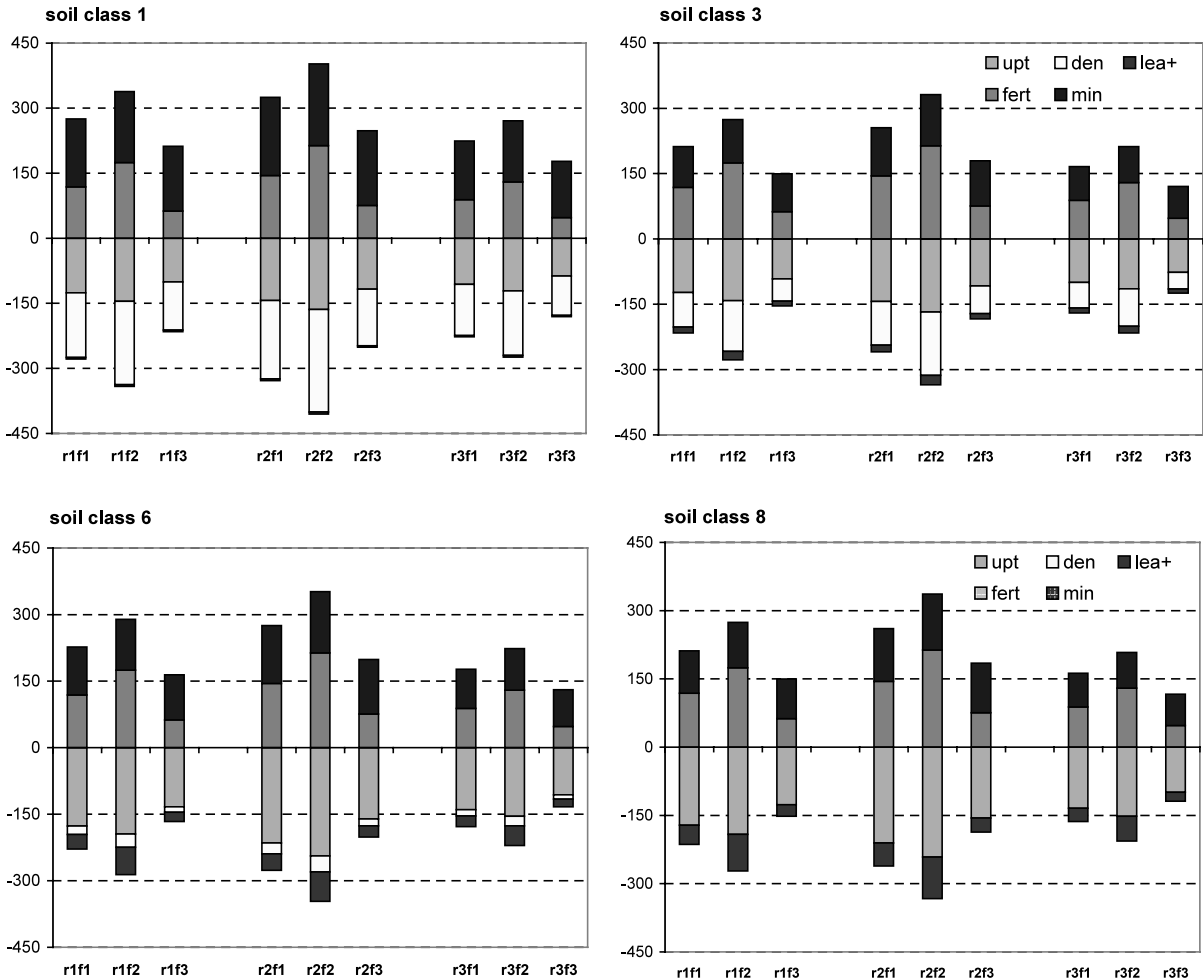 soil class 1
450
300
150
0
-150
-300
-450
r1f1 r1f2 r1f3 r2f1 r2f2 r2f3 r3f1 r3f2 r3f3
soil class 3
450
300
150
0
-150
-300
-450
upt den lea+
fert min
r1f1 r1f2 r1f3 r2f1 r2f2 r2f3 r3f1 r3f2 r3f3
soil class 6
450
300
150
0
-150
-300
-450
r1f1 r1f2 r1f3 r2f1 r2f2 r2f3 r3f1 r3f2 r3f3
soil class 8
450
300
150
0
-150
-300
-450
upt den lea+
fert min
r1f1 r1f2 r1f3 r2f1 r2f2 r2f3 r3f1 r3f2 r3f3